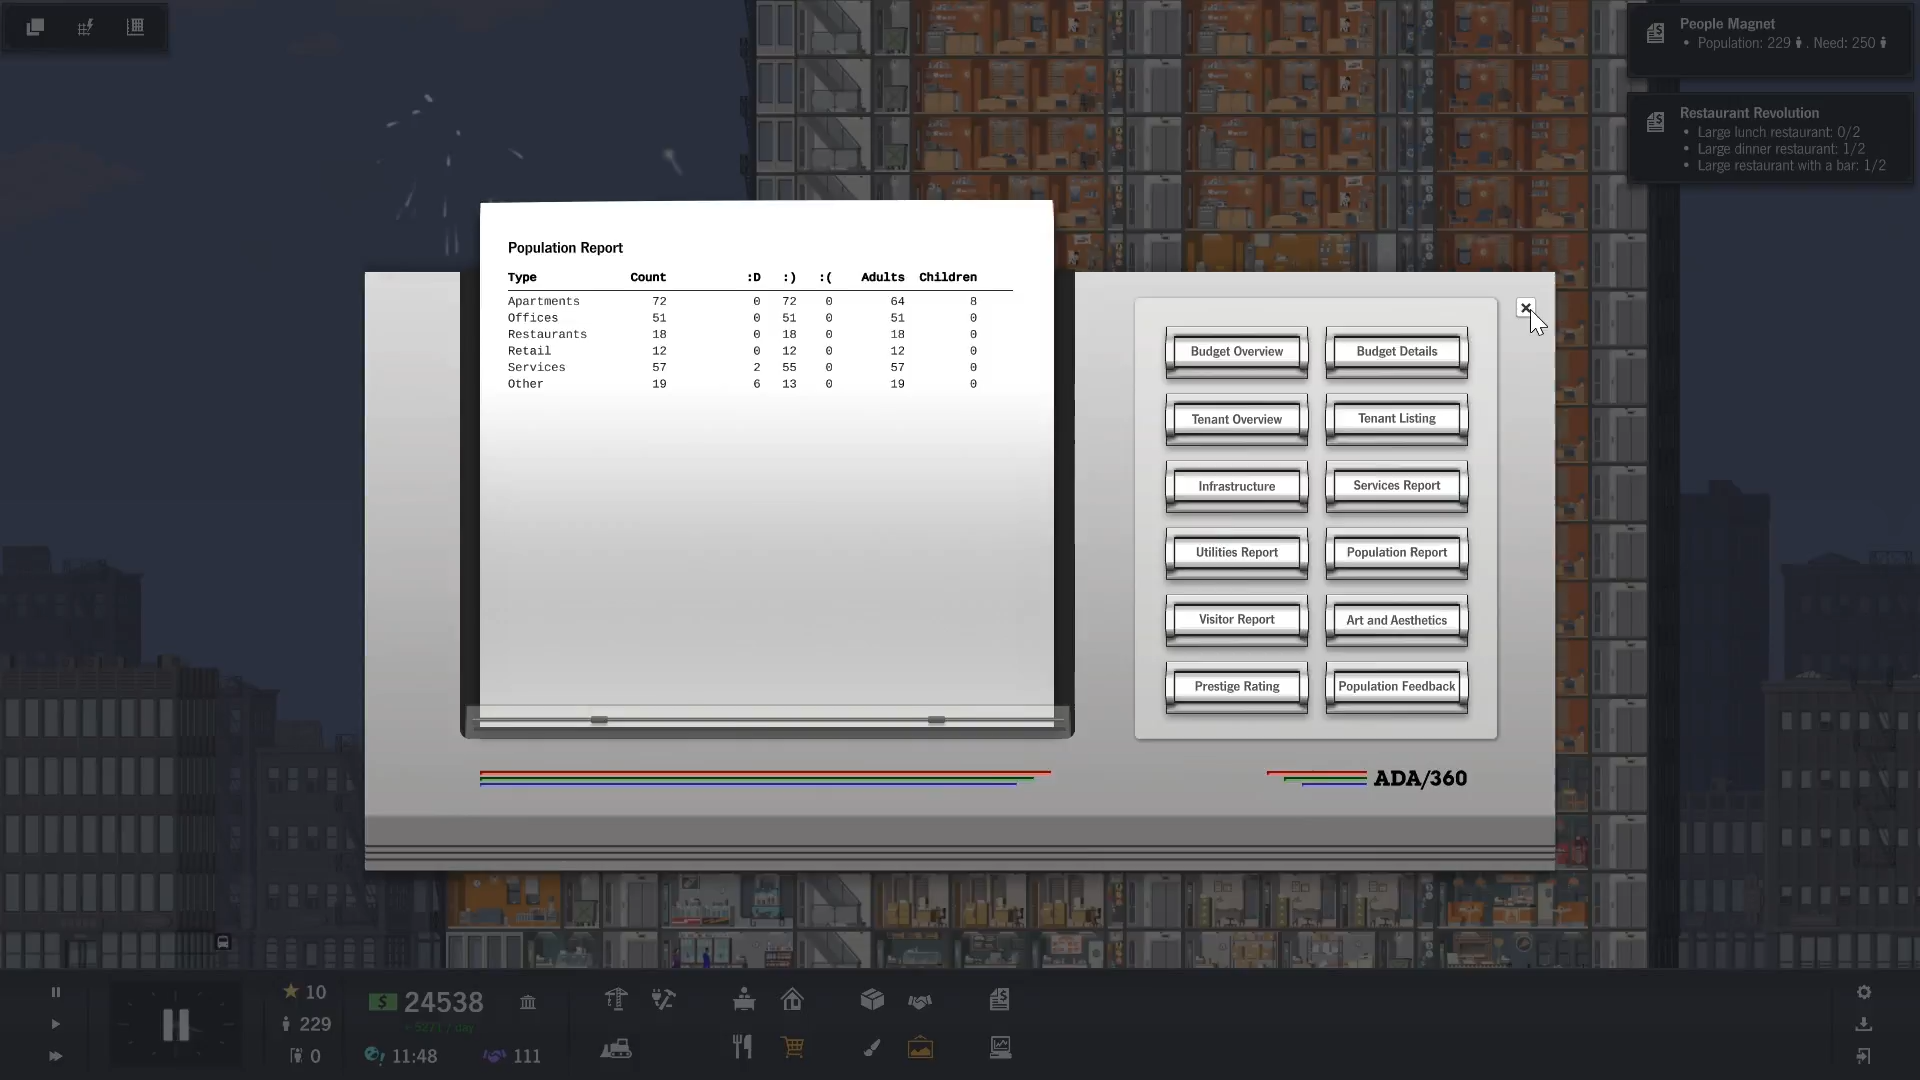 People Magnet
• Population: 229 . Need: 250
Restaurant Revolution
• Large lunch restaurant: 0/2
• Large dinner restaurant: 1/2
• Large restaurant with a bar: 1/2
Population Report
Type Count :D :) :( Adults Children
Apartments 72 0 72 0 64 8
Offices 51 0 51 0 51 0
Restaurants 18 0 18 0 18 0
Retail 12 0 12 0 12 0
Services 57 2 55 0 57 0
Other 19 6 13 0 19 0
Budget Overview Budget Details
Tenant Overview Tenant Listing
Infrastructure Services Report
Utilities Report Population Report
Visitor Report Art and Aesthetics
Prestige Rating Population Feedback
ADA/360
10
$ 24538
229
/ day
0
11:48
111